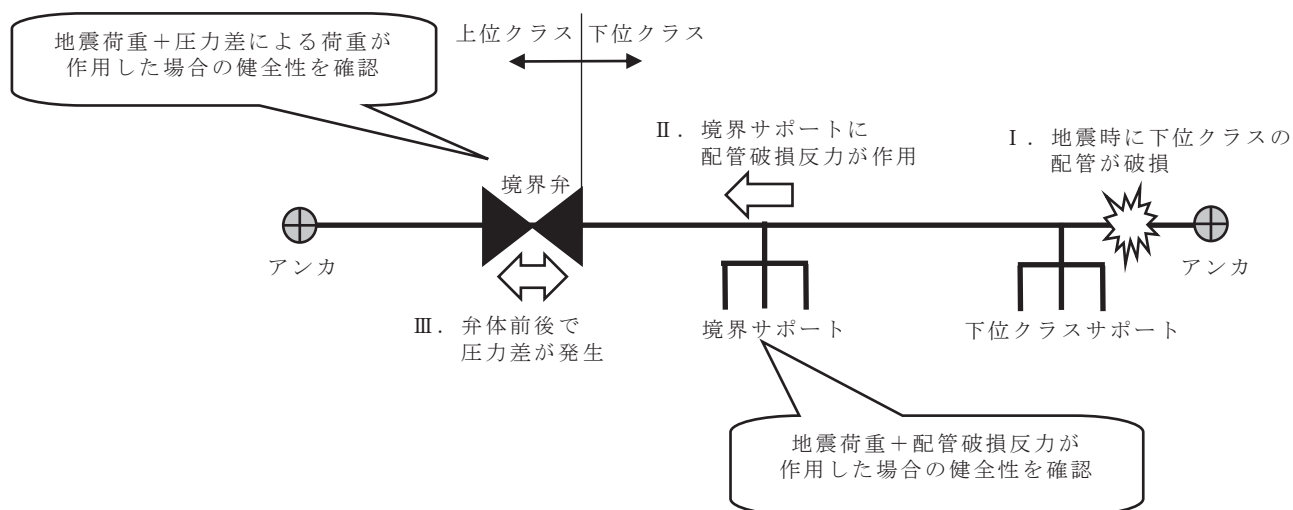 地震荷重＋圧力差による荷重が
作用した場合の健全性を確認
上位クラス
下位クラス
Ⅱ．境界サポートに
配管破損反力が作用
Ⅰ．地震時に下位クラスの
配管が破損
境界弁
アンカ
アンカ
Ⅲ．弁体前後で
圧力差が発生
境界サポート
下位クラスサポート
地震荷重＋配管破損反力が
作用した場合の健全性を確認